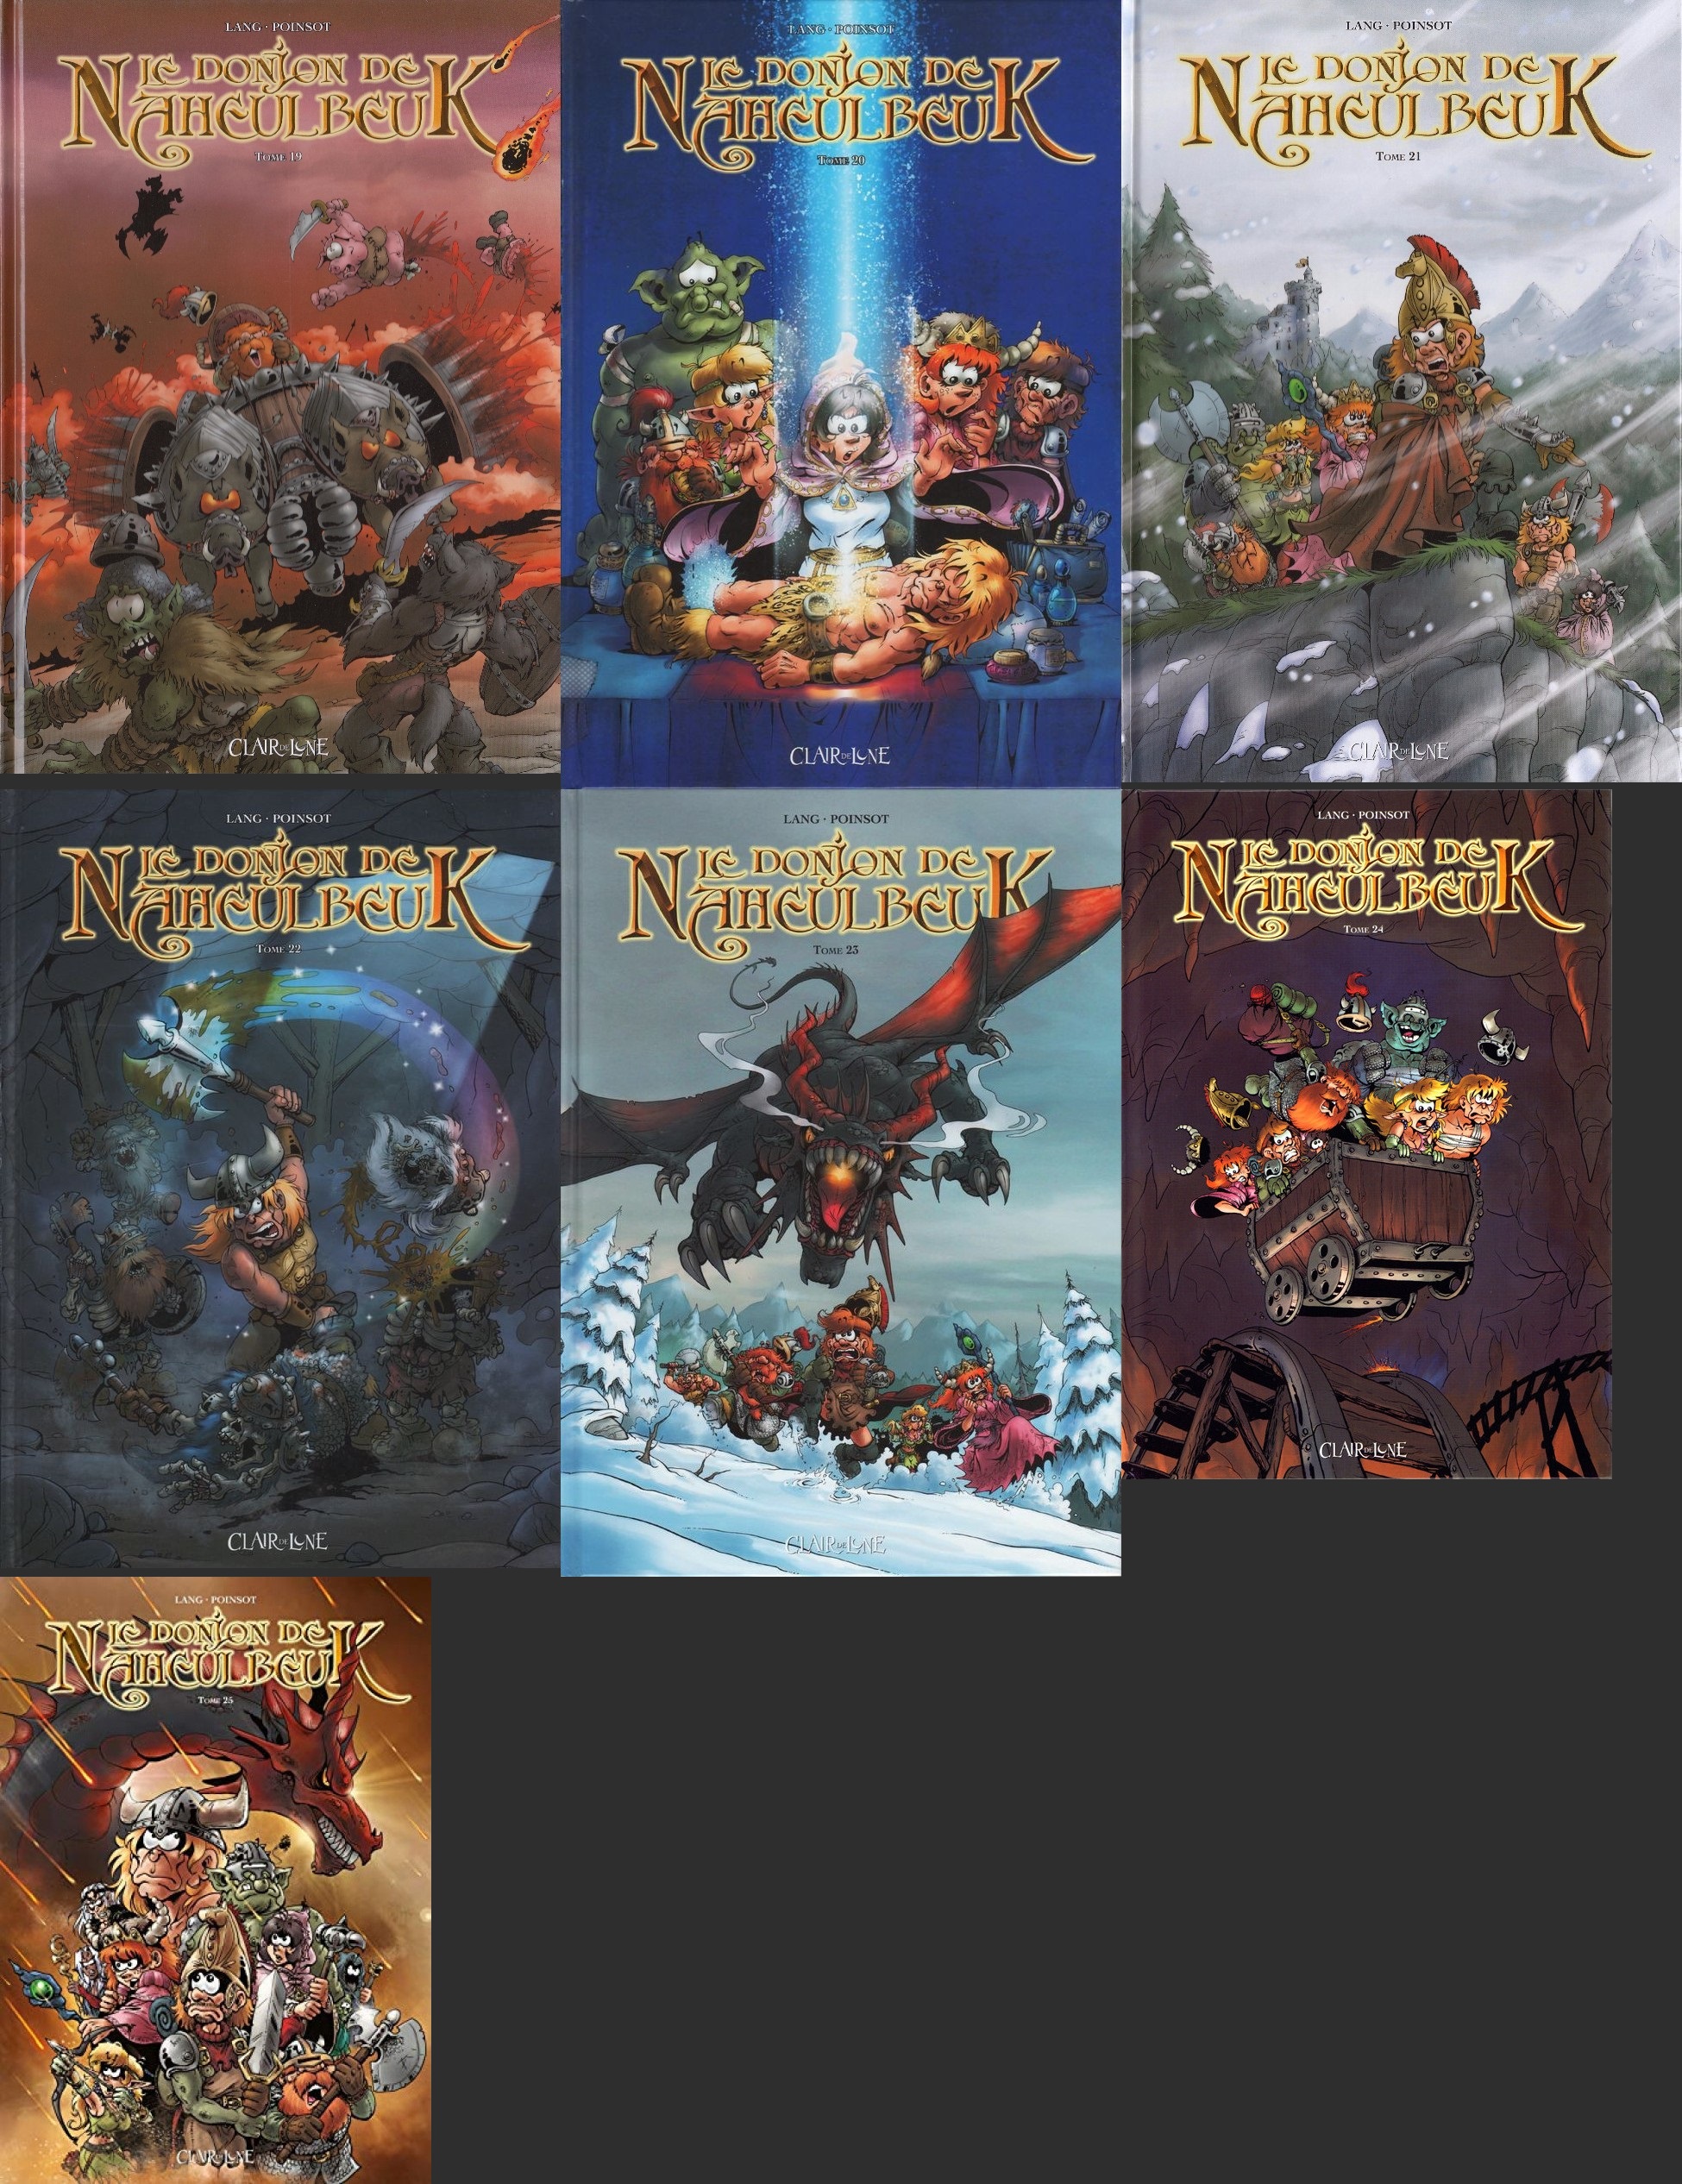 LANG · POINSOT
LE DONJON DE
NAHEULBEUK
TOME 19
CLAIR DE LUNE
LANG · POINSOT
LE DONJON DE
NAHEULBEUK
TOME 20
CLAIR DE LUNE
LANG · POINSOT
LE DONJON DE
NAHEULBEUK
TOME 21
CLAIR DE LUNE
LANG · POINSOT
LE DONJON DE
NAHEULBEUK
TOME 22
CLAIR DE LUNE
LANG · POINSOT
LE DONJON DE
NAHEULBEUK
TOME 23
CLAIR DE LUNE
LANG · POINSOT
LE DONJON DE
NAHEULBEUK
TOME 24
CLAIR DE LUNE
LANG · POINSOT
LE DONJON DE
NAHEULBEUK
TOME 25
CLAIR DE LUNE